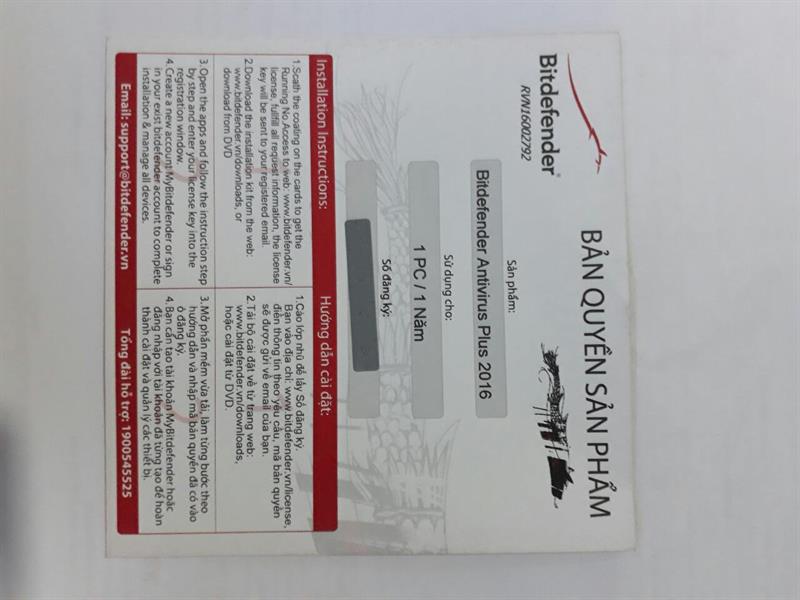 Bitdefender®
RVN16002792
BẢN QUYỀN SẢN PHẨM
Sản phẩm:
Bitdefender Antivirus Plus 2016
Sử dụng cho:
1 PC / 1 Năm
Số đăng ký:
Installation Instructions:
1.Scath the coating on the cards to get the
Running No,Access to web: www.bitdefender.vn/
license, fullfill all request information, the license
key will be sent to your registered email.
2.Download the installation kit from the web:
www.bitdefender.vn/downloads, or
download from DVD
3.Open the apps and follow the instruction step
by step and enter your license key into the
registration window.
4.Create a new account MyBitdefender or sign
in your exist bitdefender account to complete
installation & manage all devices.
Hướng dẫn cài đặt:
1.Cào lớp nhũ để lấy Số đăng ký.
Bạn vào địa chỉ: www.bitdefender.vn/license,
điền thông tin theo yêu cầu, mã bản quyền
sẽ được gửi về email của bạn.
2.Tải bộ cài đặt về từ trang web:
www.bitdefender.vn/downloads,
hoặc cài đặt từ DVD.
3. Mở phần mềm vừa tải, làm từng bước theo
hướng dẫn và nhập mã bản quyền đã có vào
ô đăng ký.
4. Bạn cần tạo tài khoản MyBitdefender hoặc
đăng nhập với tài khoản đã từng tạo để hoàn
thành cài đặt và quản lý các thiết bị.
Email: support@bitdefender.vn
Tổng đài hỗ trợ: 1900545525